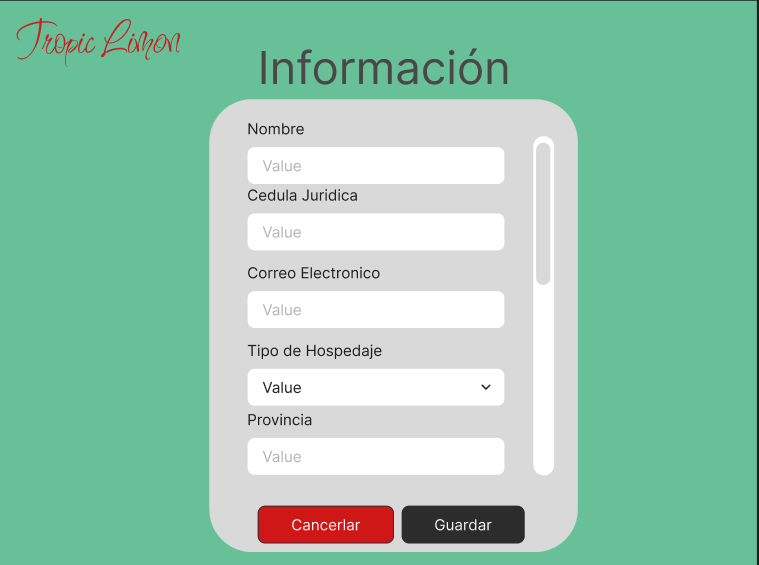 Tropic Limon
Información
Nombre
Value
Cedula Juridica
Value
Correo Electronico
Value
Tipo de Hospedaje
Value
Provincia
Value
Cancerlar
Guardar